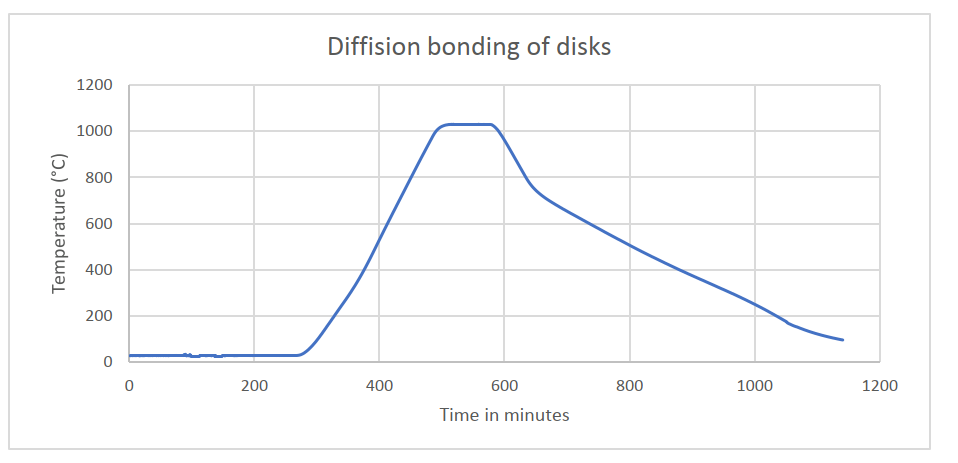 Diffision bonding of disks
1200
1000
800
600
400
200
0
Temperature (°C)
0 200 400 600 800 1000 1200
Time in minutes